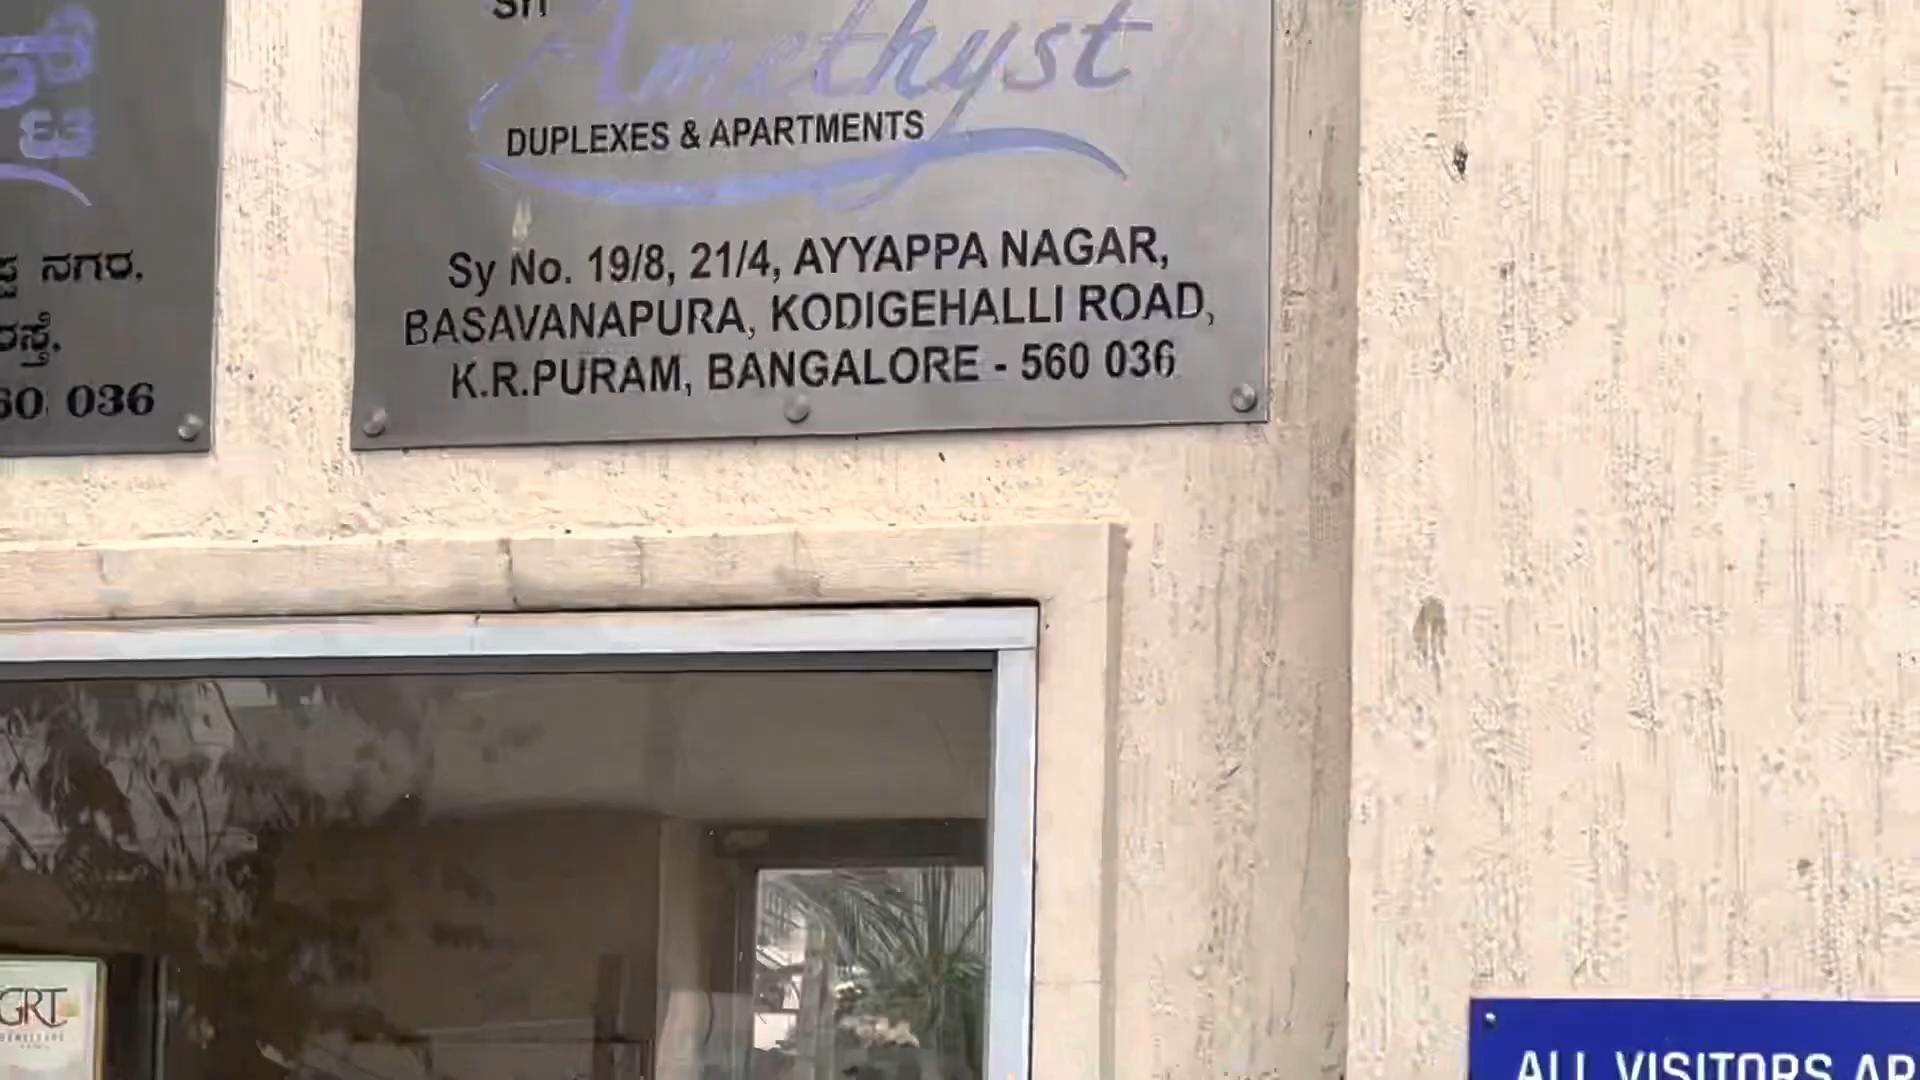 ನಗರ,
ರಸ್ತೆ,
60 036
Sri
Amethyst
DUPLEXES & APARTMENTS
Sy No. 19/8, 21/4, AYYAPPA NAGAR,
BASAVANAPURA, KODIGEHALLI ROAD,
K.R.PURAM, BANGALORE - 560 036
GRT
ALL VISITORS AR